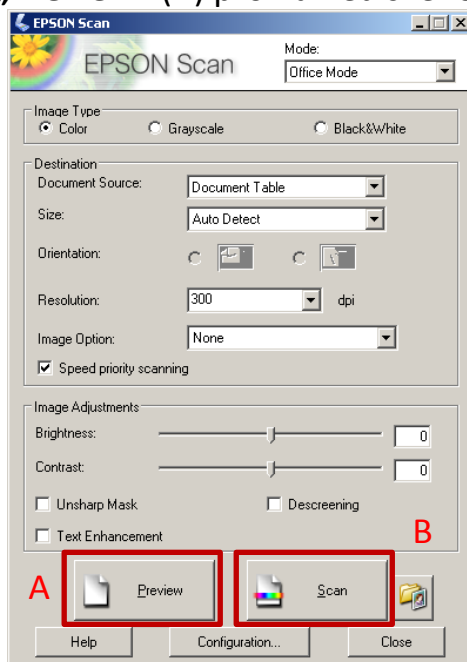 EPSON Scan
EPSON Scan
Mode:
Office Mode
Image Type
Color Grayscale Black&White
Destination
Document Source: Document Table
Size: Auto Detect
Orientation:
Resolution: 300 dpi
Image Option: None
Speed priority scanning
Image Adjustments
Brightness: 0
Contrast: 0
Unsharp Mask Descreening
Text Enhancement
B
A Preview Scan
Help Configuration... Close